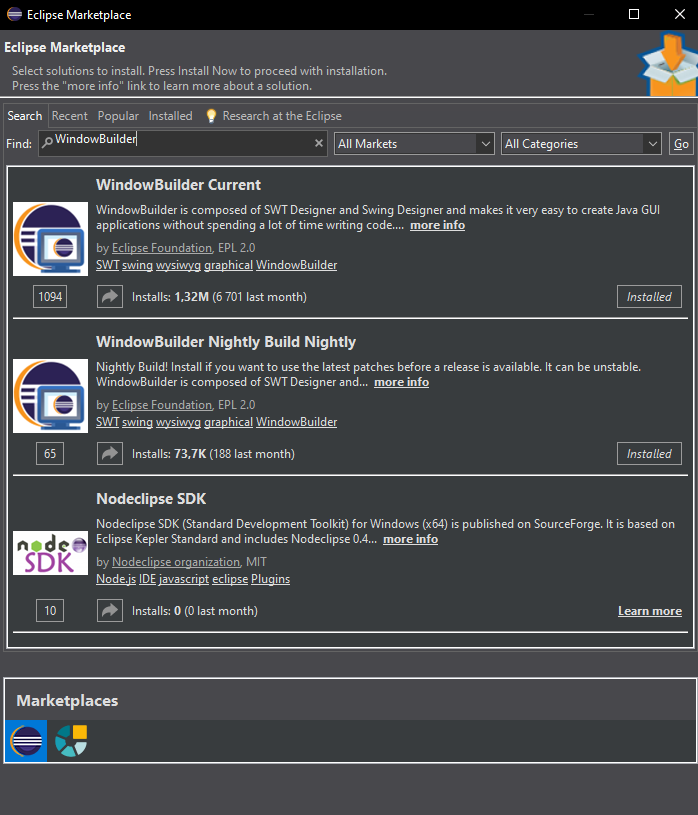 Eclipse Marketplace
Eclipse Marketplace
Select solutions to install. Press Install Now to proceed with installation.
Press the "more info" link to learn more about a solution.
Search Recent Popular Installed Research at the Eclipse
Find: WindowBuilder All Markets All Categories Go
WindowBuilder Current
WindowBuilder is composed of SWT Designer and Swing Designer and makes it very easy to create Java GUI
applications without spending a lot of time writing code.... more info
by Eclipse Foundation, EPL 2.0
SWT swing wysiwyg graphical WindowBuilder
1094 Installs: 1,32M (6 701 last month) Installed
WindowBuilder Nightly Build Nightly
Nightly Build! Install if you want to use the latest patches before a release is available. It can be unstable.
WindowBuilder is composed of SWT Designer and... more info
by Eclipse Foundation, EPL 2.0
SWT swing wysiwyg graphical WindowBuilder
65 Installs: 73,7K (188 last month) Installed
Nodeclipse SDK
node
SDK
Nodeclipse SDK (Standard Development Toolkit) for Windows (x64) is published on SourceForge. It is based on
Eclipse Kepler Standard and includes Nodeclipse 0.4... more info
by Nodeclipse organization, MIT
Node.js IDE javascript eclipse Plugins
10 Installs: 0 (0 last month) Learn more
Marketplaces